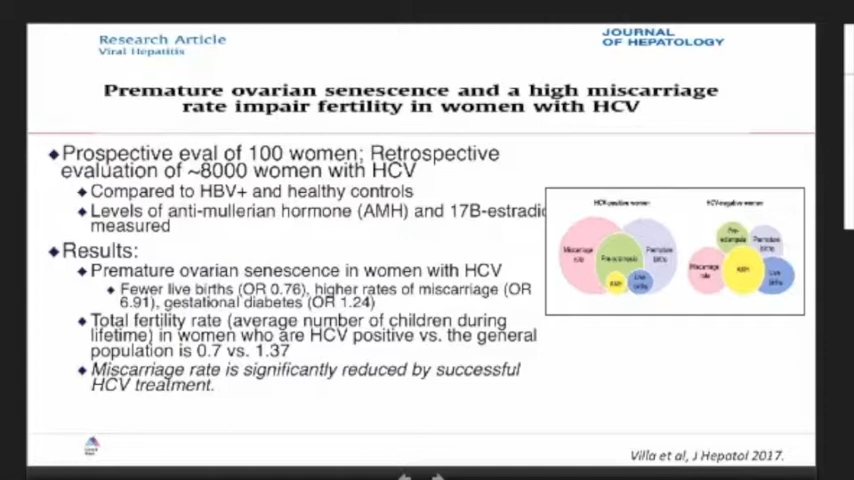 Research Article
Viral Hepatitis
JOURNAL
OF HEPATOLOGY
Premature ovarian senescence and a high miscarriage
rate impair fertility in women with HCV
Prospective eval of 100 women; Retrospective
evaluation of ~8000 women with HCV
Compared to HBV+ and healthy controls
Levels of anti-mullerian hormone (AMH) and 17B-estradio
measured
Results:
Premature ovarian senescence in women with HCV
Fewer live births (OR 0.76), higher rates of miscarriage (OR
6.91), gestational diabetes (OR 1.24)
Total fertility rate (average number of children during
lifetime) in women who are HCV positive vs. the general
population is 0.7 vs. 1.37
Miscarriage rate is significantly reduced by successful
HCV treatment.
HCV-positive women
Miscarriage
rate
Pre-eclampsia
Premature
births
AMH
Live
births
HCV-negative women
Pre-
eclampsia
Premature
births
Miscarriage
rate
AMH
Live
births
Villa et al, J Hepatol 2017.